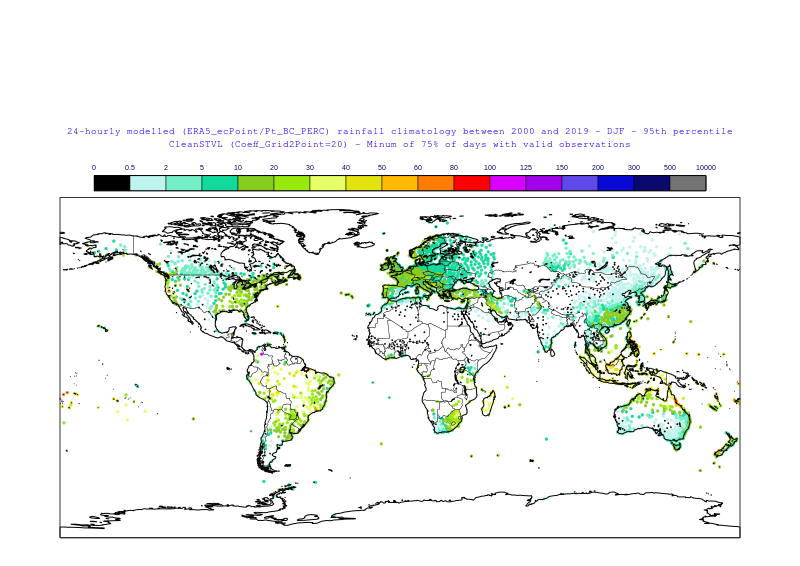 24-hourly modelled (ERA5_ecPoint/Pt_BC_PERC) rainfall climatology between 2000 and 2019 - DJF - 95th percentile
CleanSTVL (Coeff_Grid2Point=20) - Minum of 75% of days with valid observations
0 0.5 2 5 10 20 30 40 50 60 80 100 125 150 200 300 500 10000